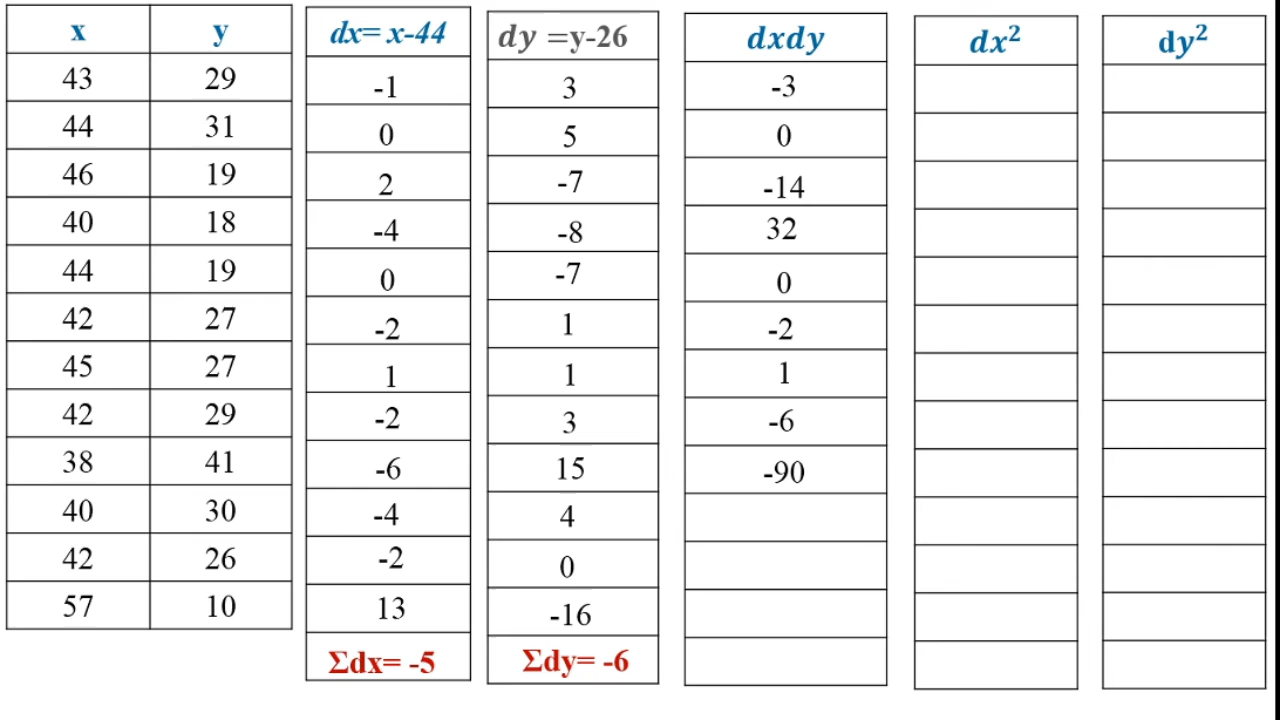 x y dx= x-44 dy =y-26 dxdy dx² dy²
43 29 -1 3 -3
44 31 0 5 0
46 19 2 -7 -14
40 18 -4 -8 32
44 19 0 -7 0
42 27 -2 1 -2
45 27 1 1 1
42 29 -2 3 -6
38 41 -6 15 -90
40 30 -4 4
42 26 -2 0
57 10 13 -16
Σdx= -5 Σdy= -6